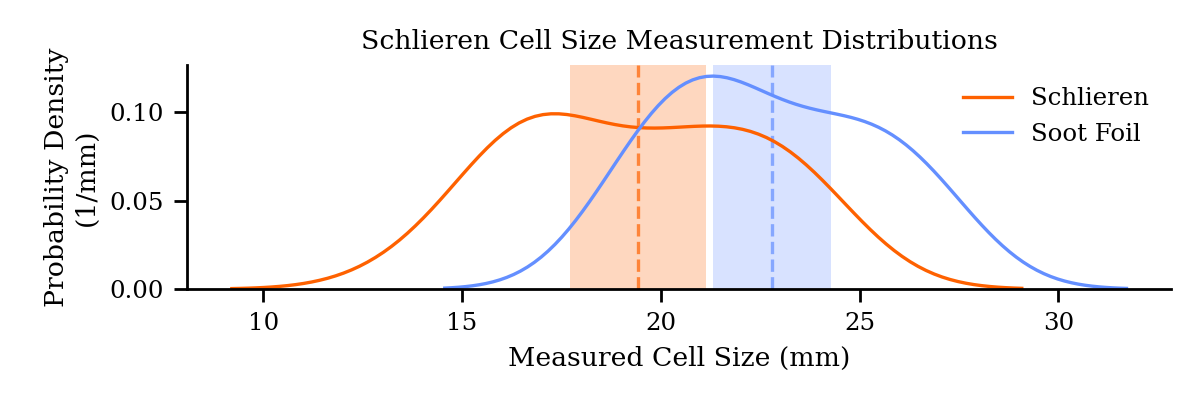 Schlieren Cell Size Measurement Distributions
Probability Density
(1/mm)
0.10
0.05
0.00
Schlieren
Soot Foil
10
15
20
25
30
Measured Cell Size (mm)